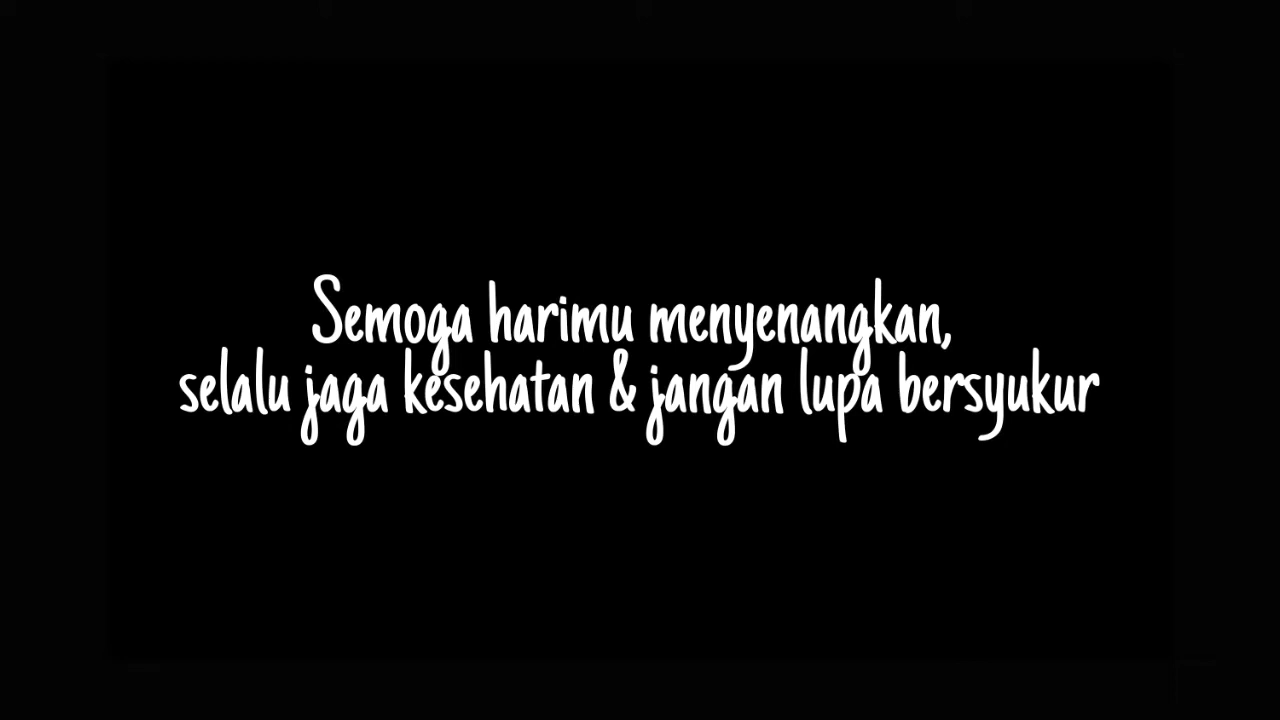 Semoga harimu menyenangkan,
selalu jaga kesehatan & jangan lupa bersyukur